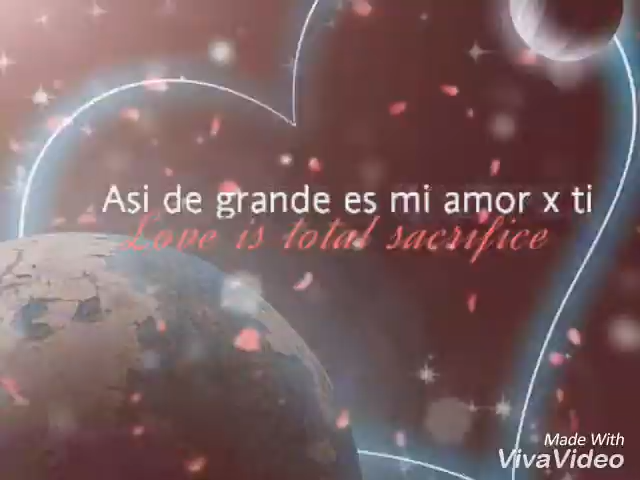 Asi de grande es mi amor x ti
Love is total sacrifice
Made With
VivaVideo